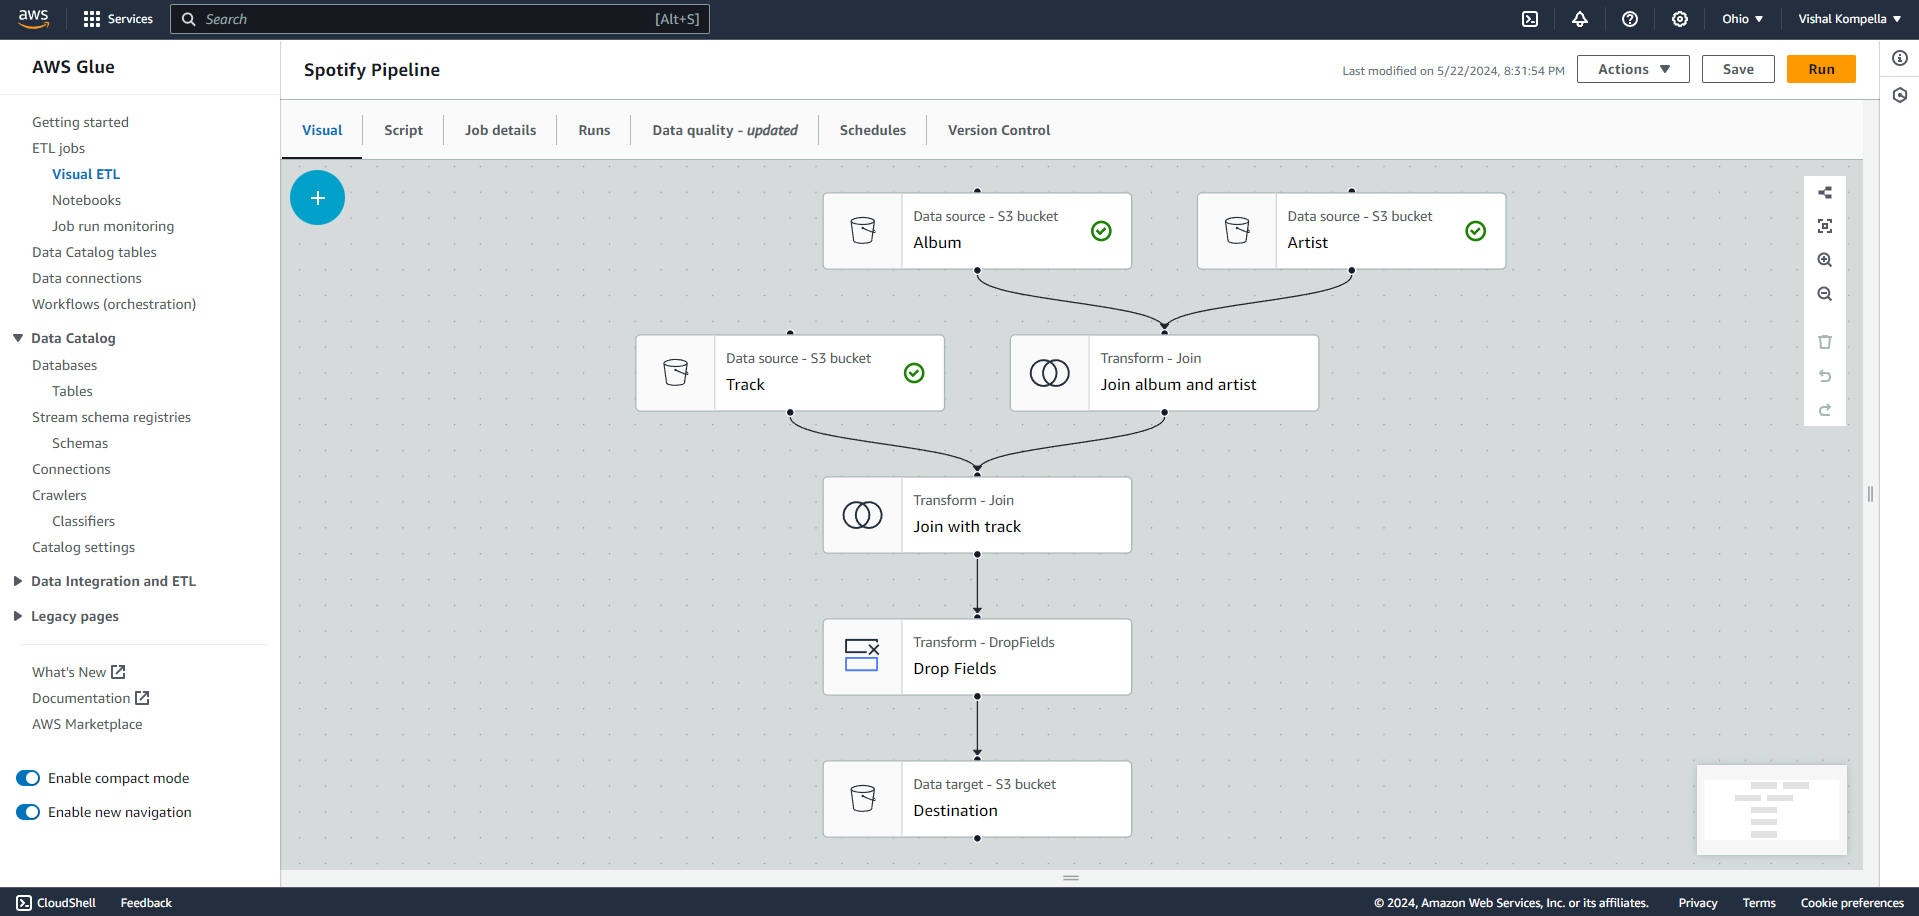 aws
Services
Search
[Alt+S]
Ohio ▼
Vishal Kompella ▼
AWS Glue
Getting started
ETL jobs
Visual ETL
Notebooks
Job run monitoring
Data Catalog tables
Data connections
Workflows (orchestration)
Data Catalog
Databases
Tables
Stream schema registries
Schemas
Connections
Crawlers
Classifiers
Catalog settings
Data Integration and ETL
Legacy pages
What's New
Documentation
AWS Marketplace
Enable compact mode
Enable new navigation
Spotify Pipeline
Last modified on 5/22/2024, 8:31:54 PM
Actions ▼
Save
Run
Visual
Script
Job details
Runs
Data quality - updated
Schedules
Version Control
Data source - S3 bucket
Album
Data source - S3 bucket
Artist
Data source - S3 bucket
Track
Transform - Join
Join album and artist
Transform - Join
Join with track
Transform - DropFields
Drop Fields
Data target - S3 bucket
Destination
CloudShell
Feedback
© 2024, Amazon Web Services, Inc. or its affiliates.
Privacy
Terms
Cookie preferences